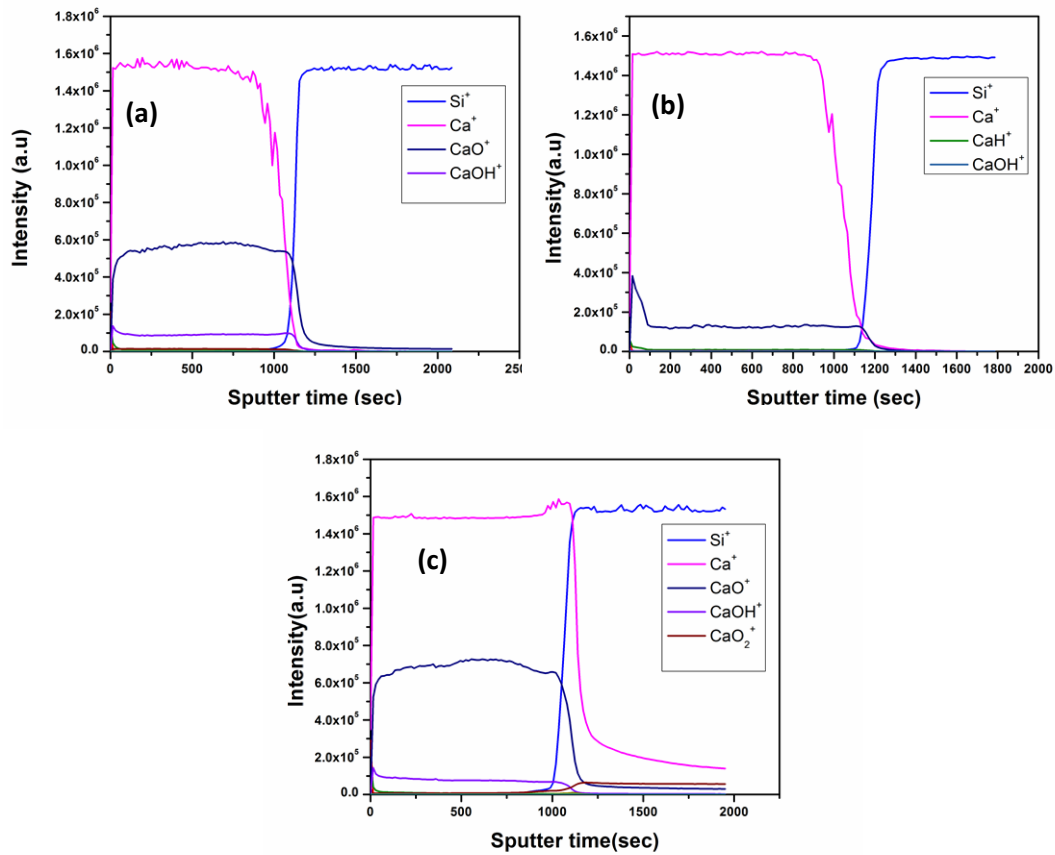 1.8x10⁶
1.6x10⁶
1.4x10⁶
1.2x10⁶
1.0x10⁶
8.0x10⁵
6.0x10⁵
4.0x10⁵
2.0x10⁵
0.0
Intensity (a.u)
(a)
Si⁺
Ca⁺
CaO⁺
CaOH⁺
0 500 1000 1500 2000 250
Sputter time (sec)
1.6x10⁶
1.4x10⁶
1.2x10⁶
1.0x10⁶
8.0x10⁵
6.0x10⁵
4.0x10⁵
2.0x10⁵
0.0
Intensity(a.u)
(b)
Si⁺
Ca⁺
CaH⁺
CaOH⁺
0 200 400 600 800 1000 1200 1400 1600 1800 2000
Sputter time (sec)
1.8x10⁶
1.6x10⁶
1.4x10⁶
1.2x10⁶
1.0x10⁶
8.0x10⁵
6.0x10⁵
4.0x10⁵
2.0x10⁵
0.0
Intensity(a.u)
(c)
Si⁺
Ca⁺
CaO⁺
CaOH⁺
CaO₂⁺
0 500 1000 1500 2000
Sputter time(sec)